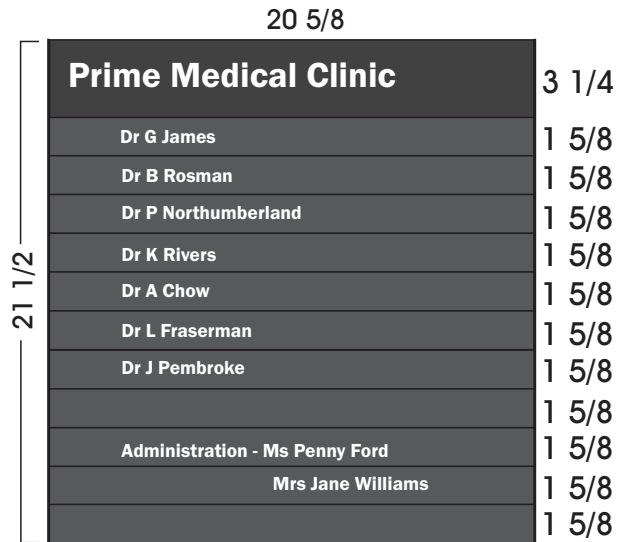 20 5/8
Prime Medical Clinic 3 1/4
Dr G James 1 5/8
Dr B Rosman 1 5/8
Dr P Northumberland 1 5/8
21 1/2
Dr K Rivers 1 5/8
Dr A Chow 1 5/8
Dr L Fraserman 1 5/8
Dr J Pembroke 1 5/8
1 5/8
Administration - Ms Penny Ford 1 5/8
Mrs Jane Williams 1 5/8
1 5/8